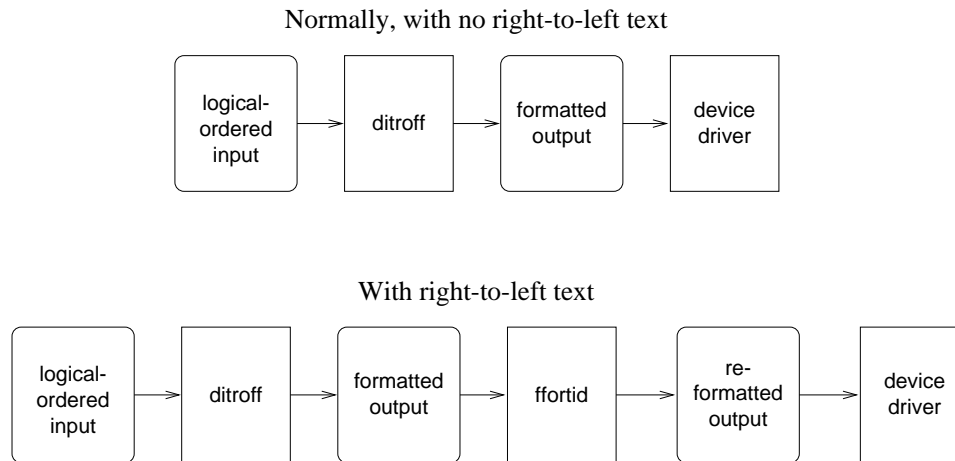 Normally, with no right-to-left text
logical-
ordered
input
ditroff
formatted
output
device
driver
With right-to-left text
logical-
ordered
input
ditroff
formatted
output
ffortid
re-
formatted
output
device
driver